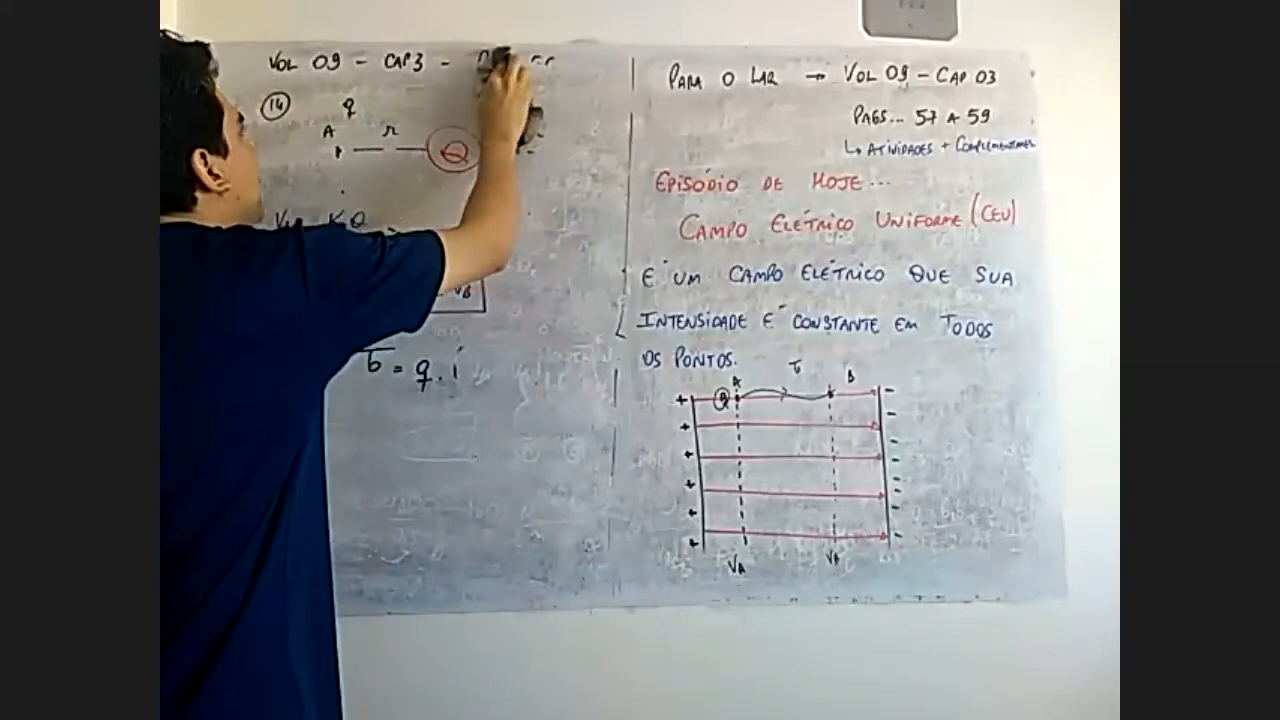 VOL 09 - CAP3 -
14
q
A
r
Q
K Q
VB
τ = q.
PARA O LAR → VOL 09 - CAP 03
PAGS... 57 A 59
↳ ATIVIDADES + COMPLEMENTARES
EPISÓDIO DE HOJE...
CAMPO ELÉTRICO UNIFORME (CEU)
É UM CAMPO ELÉTRICO QUE SUA
INTENSIDADE É CONSTANTE EM TODOS
OS PONTOS.
A τ B
+ q -
+ -
+ -
+ -
+ -
+ -
VA VB